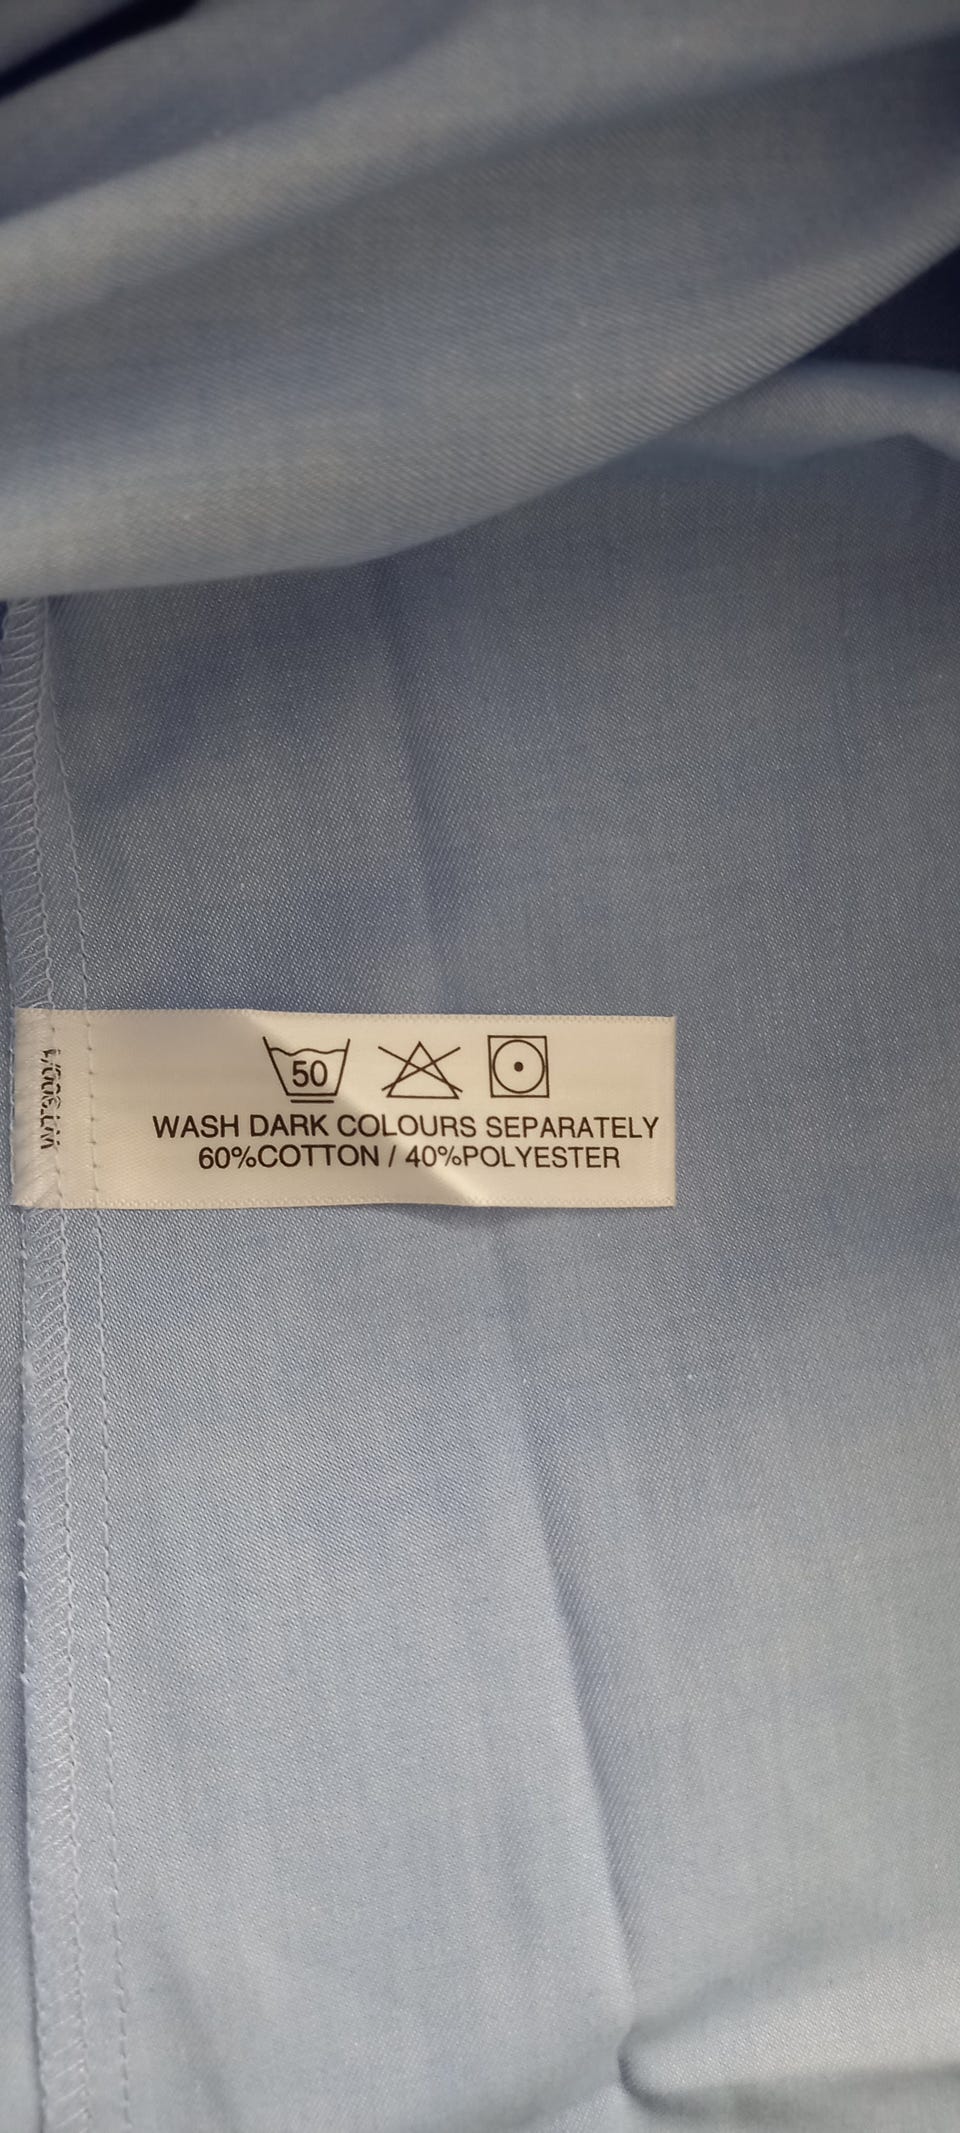 50
WASH DARK COLOURS SEPARATELY
60%COTTON / 40%POLYESTER